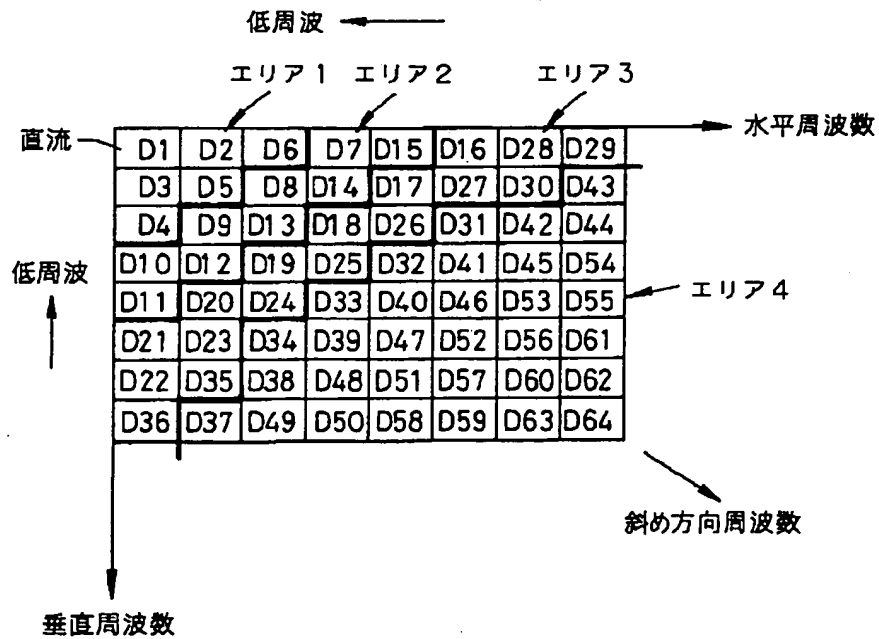 低周波
エリア1 エリア2 エリア3
水平周波数
直流
D1 D2 D6 D7 D15 D16 D28 D29
D3 D5 D8 D14 D17 D27 D30 D43
D4 D9 D13 D18 D26 D31 D42 D44
D10 D12 D19 D25 D32 D41 D45 D54
D11 D20 D24 D33 D40 D46 D53 D55
D21 D23 D34 D39 D47 D52 D56 D61
D22 D35 D38 D48 D51 D57 D60 D62
D36 D37 D49 D50 D58 D59 D63 D64
低周波
エリア4
斜め方向周波数
垂直周波数